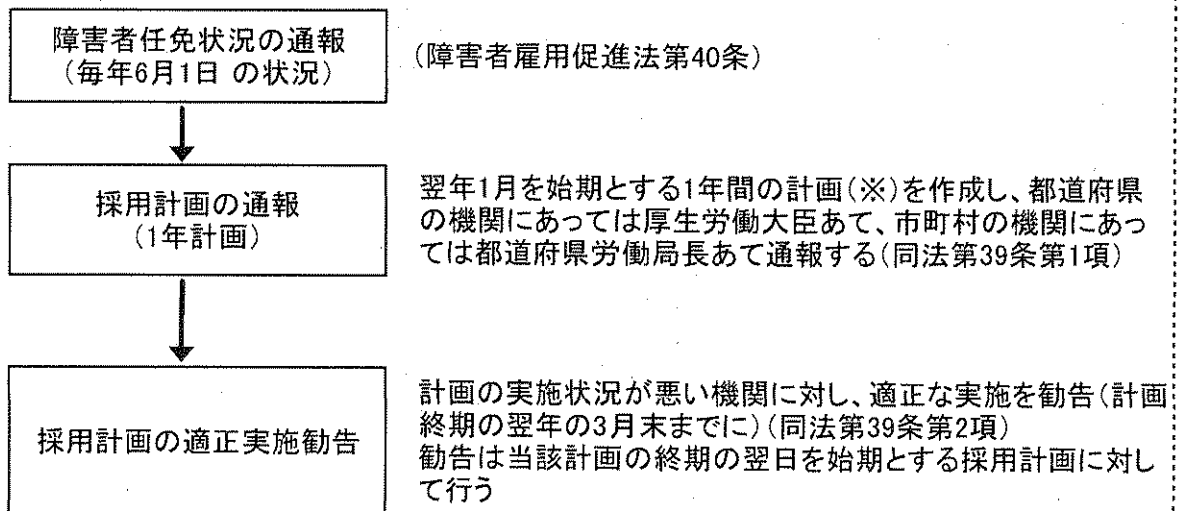 障害者任免状況の通報
（毎年6月1日 の状況）
（障害者雇用促進法第40条）
採用計画の通報
（1年計画）
翌年1月を始期とする1年間の計画（※）を作成し、都道府県
の機関にあっては厚生労働大臣あて、市町村の機関にあっ
ては都道府県労働局長あて通報する（同法第39条第1項）
採用計画の適正実施勧告
計画の実施状況が悪い機関に対し、適正な実施を勧告（計画
終期の翌年の3月末までに）（同法第39条第2項）
勧告は当該計画の終期の翌日を始期とする採用計画に対し
て行う